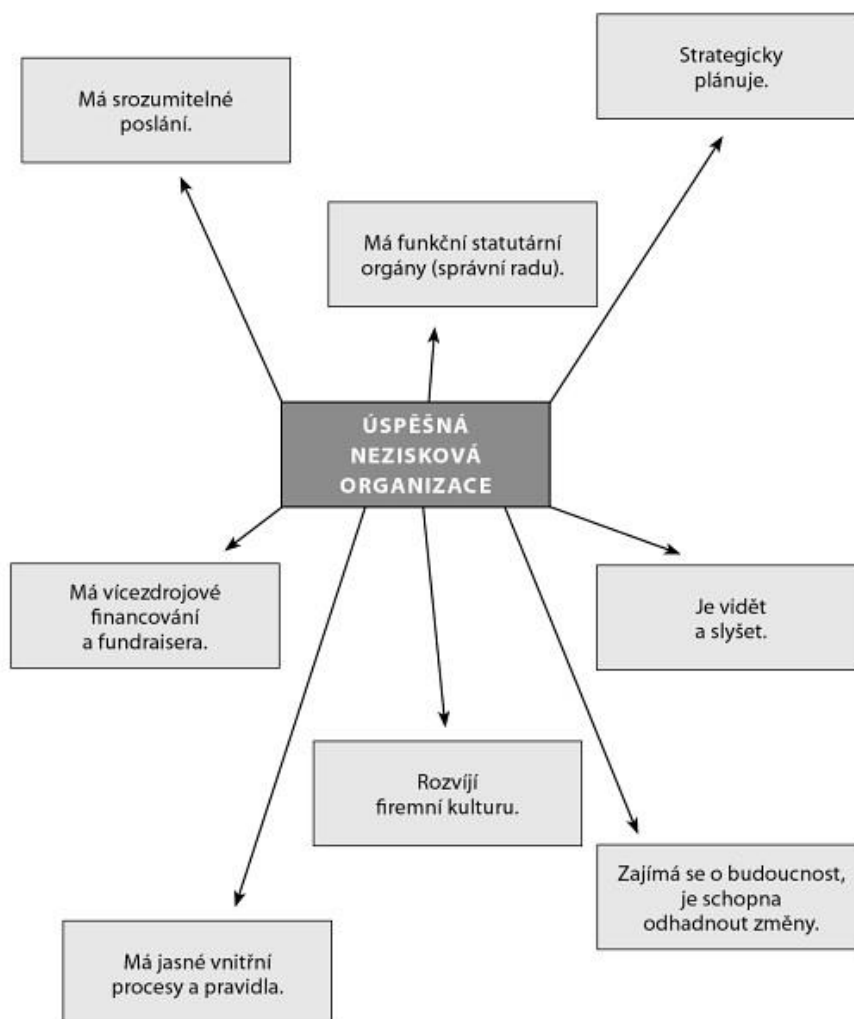 Strategicky
plánuje.
Má srozumitelné
poslání.
Má funkční statutární
orgány (správní radu).
ÚSPĚŠNÁ
NEZISKOVÁ
ORGANIZACE
Má vícezdrojové
financování
a fundraisera.
Je vidět
a slyšet.
Rozvíjí
firemní kulturu.
Zajímá se o budoucnost,
je schopna
odhadnout změny.
Má jasné vnitřní
procesy a pravidla.